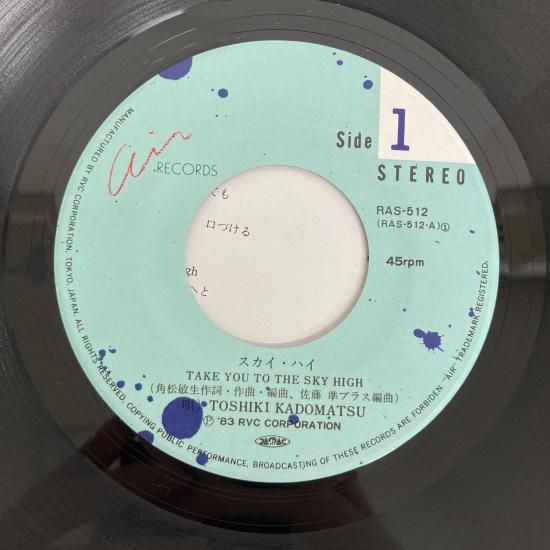 air
RECORDS
Side 1
STEREO
RAS-512
(RAS-512-A)①
45rpm
ても
口づける
gh
へと
スカイ・ハイ
TAKE YOU TO THE SKY HIGH
(角松敏生作詞・作曲・編曲、佐藤 準ブラス編曲)
唄) TOSHIKI KADOMATSU
Ⓟ '83 RVC CORPORATION
JASRAC
MANUFACTURED BY RVC CORPORATION, TOKYO, JAPAN. ALL RIGHTS RESERVED. COPYING PUBLIC PERFORMANCE, BROADCASTING OF THESE RECORDS ARE FORBIDEN. "AIR" TRADEMARK REGISTERED.